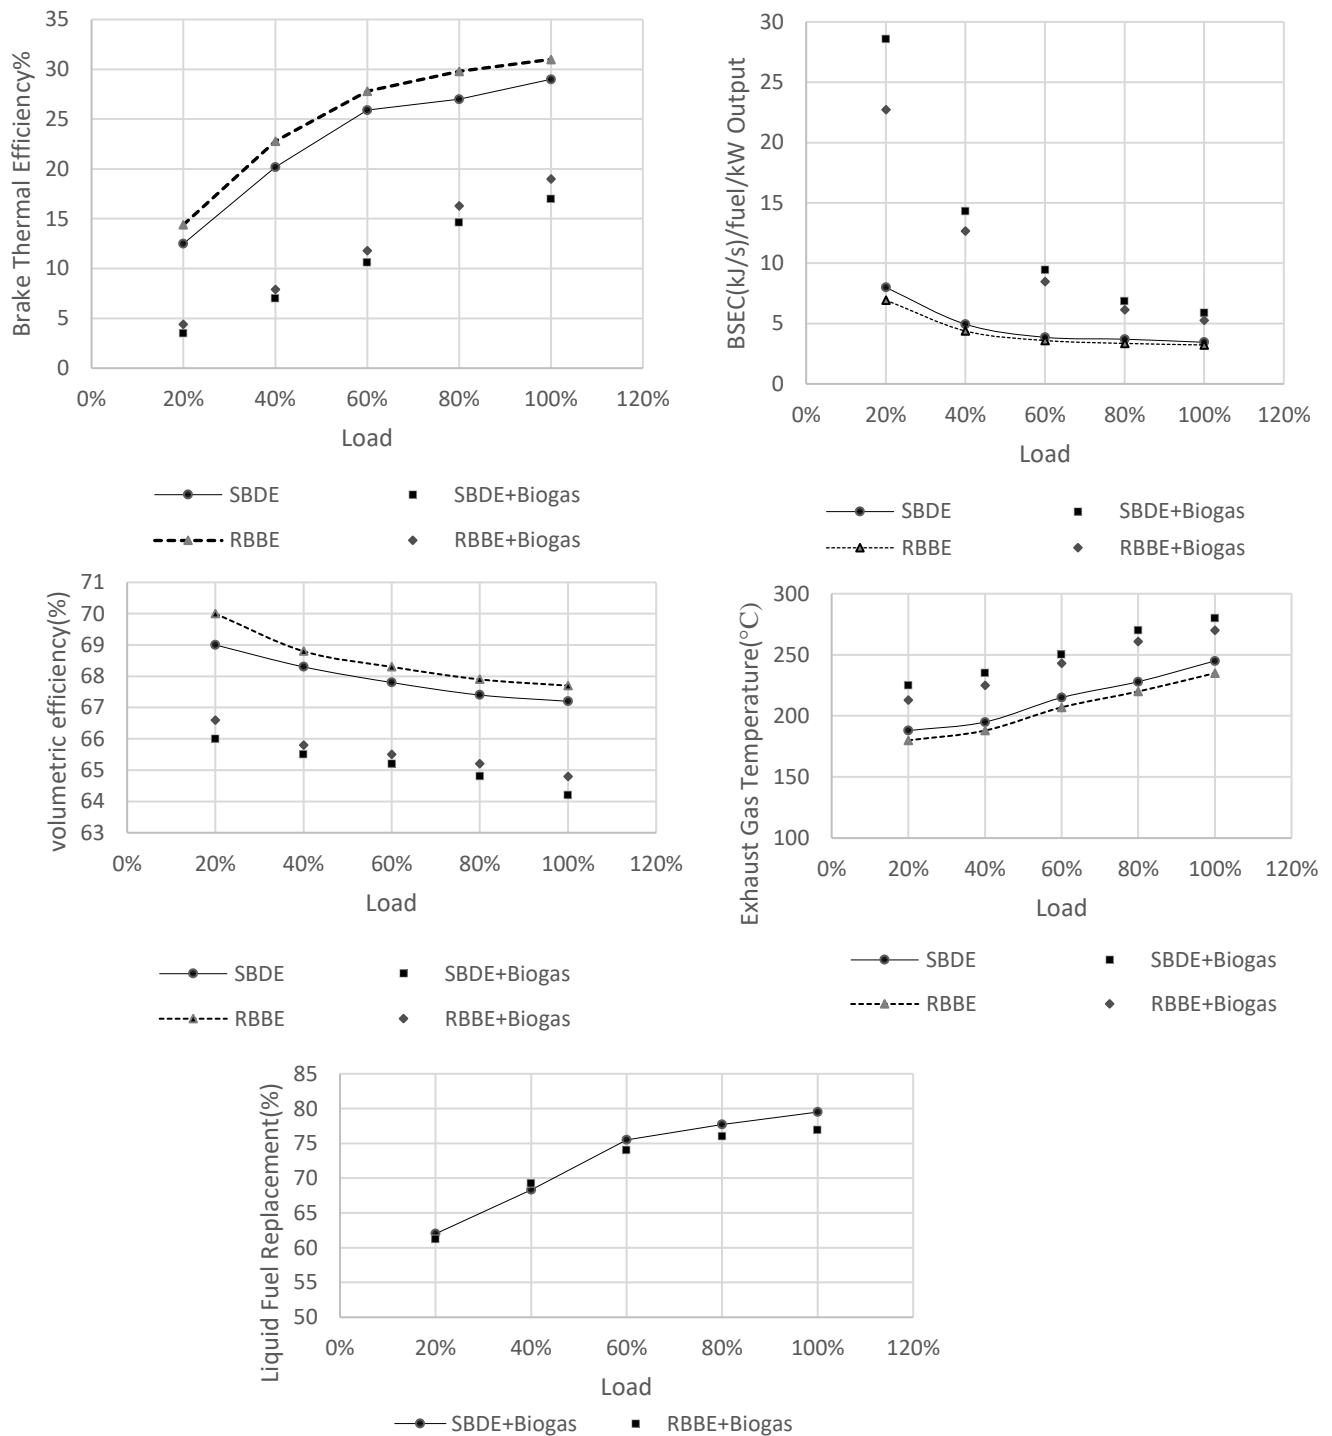 Brake Thermal Efficiency%
35
30
25
20
15
10
5
0
0% 20% 40% 60% 80% 100% 120%
Load
SBDE SBDE+Biogas
RBBE RBBE+Biogas
BSEC(kJ/s)/fuel/kW Output
30
25
20
15
10
5
0
0% 20% 40% 60% 80% 100% 120%
Load
SBDE SBDE+Biogas
RBBE RBBE+Biogas
volumetric efficiency(%)
71
70
69
68
67
66
65
64
63
0% 20% 40% 60% 80% 100% 120%
Load
SBDE SBDE+Biogas
RBBE RBBE+Biogas
Exhaust Gas Temperature(°C)
300
250
200
150
100
0% 20% 40% 60% 80% 100% 120%
Load
SBDE SBDE+Biogas
RBBE RBBE+Biogas
Liquid Fuel Replacement(%)
85
80
75
70
65
60
55
50
0% 20% 40% 60% 80% 100% 120%
Load
SBDE+Biogas RBBE+Biogas